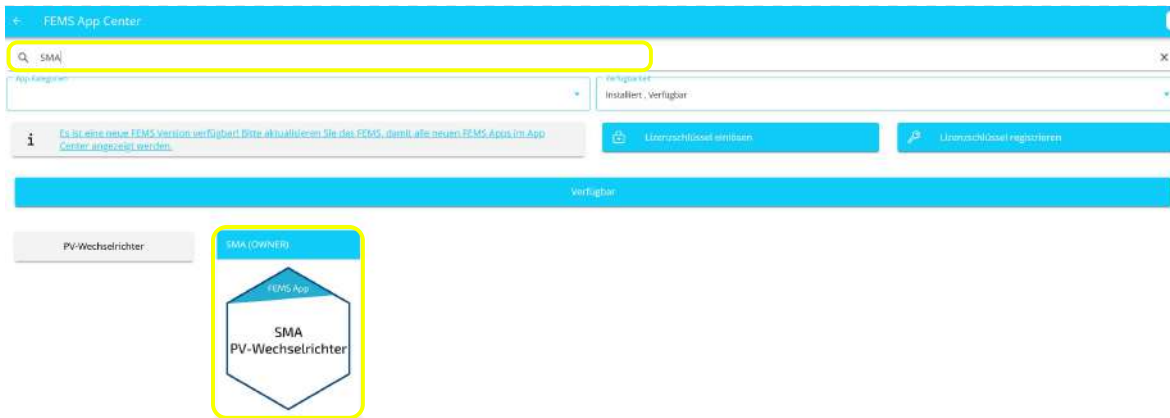 FEMS App Center
SMA
App Kategorien
Verfügbarkeit
Installiert , Verfügbar
Es ist eine neue FEMS Version verfügbar! Bitte aktualisieren Sie das FEMS, damit alle neuen FEMS Apps im App
Center angezeigt werden.
Lizenzschlüssel einlösen
Lizenzschlüssel registrieren
Verfügbar
PV-Wechselrichter
SMA (OWNER)
FEMS App
SMA
PV-Wechselrichter